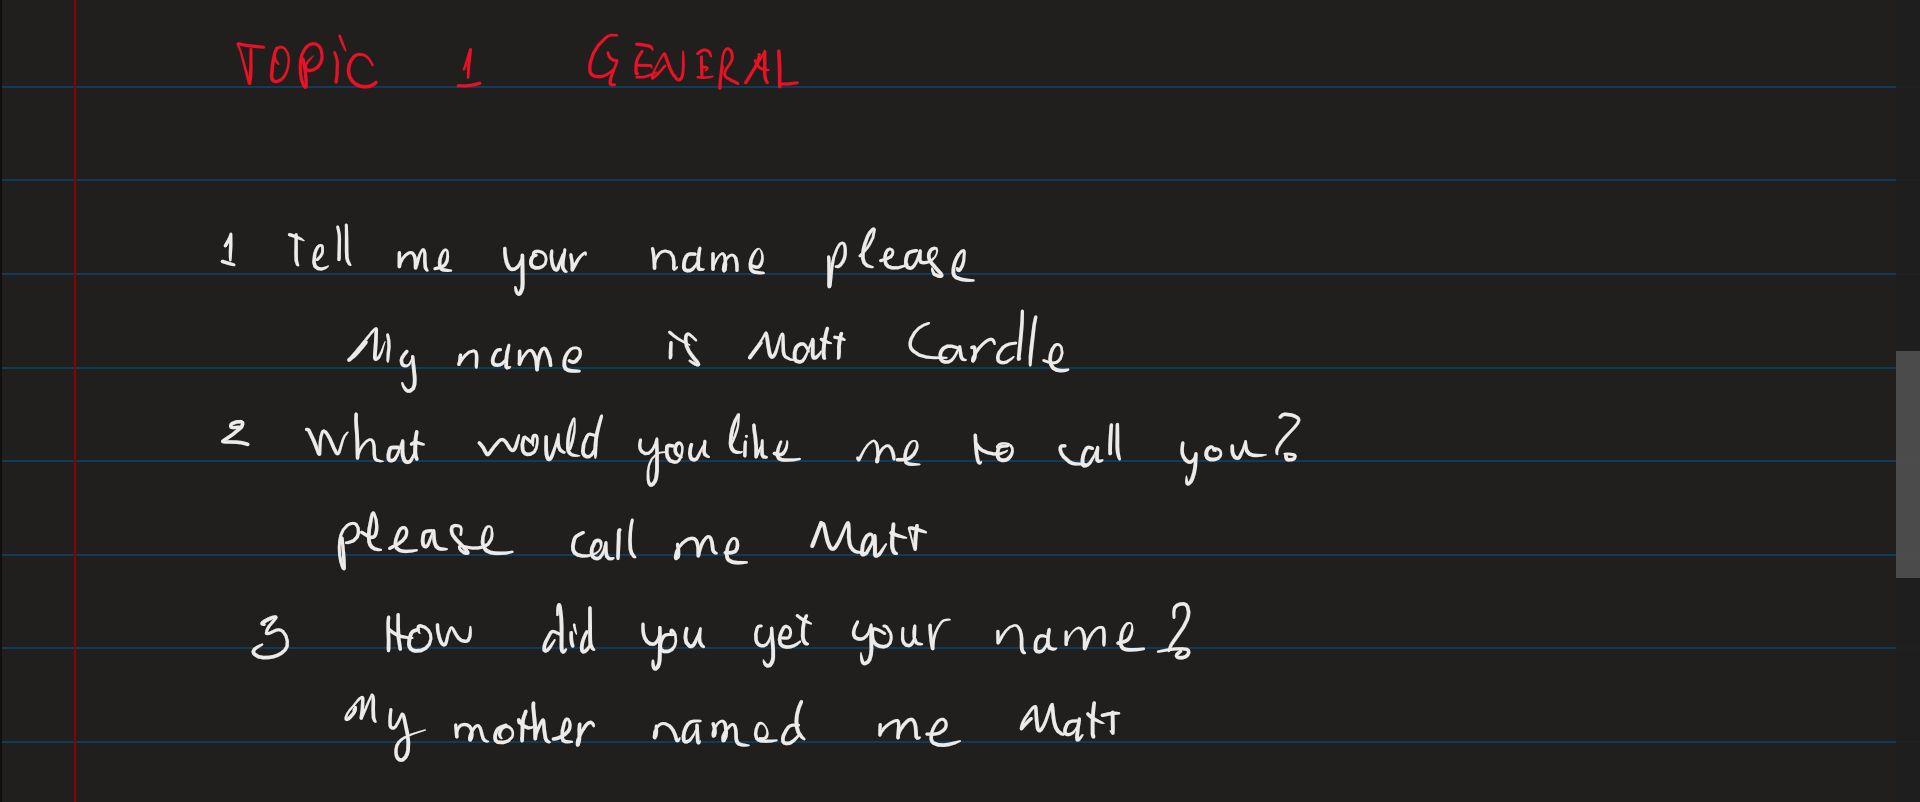 TOPIC 1 GENERAL
1 Tell me your name please
My name is Matt Cardle
2 What would you like me to call you?
please call me Matt
3 How did you get your name?
My mother named me Matt